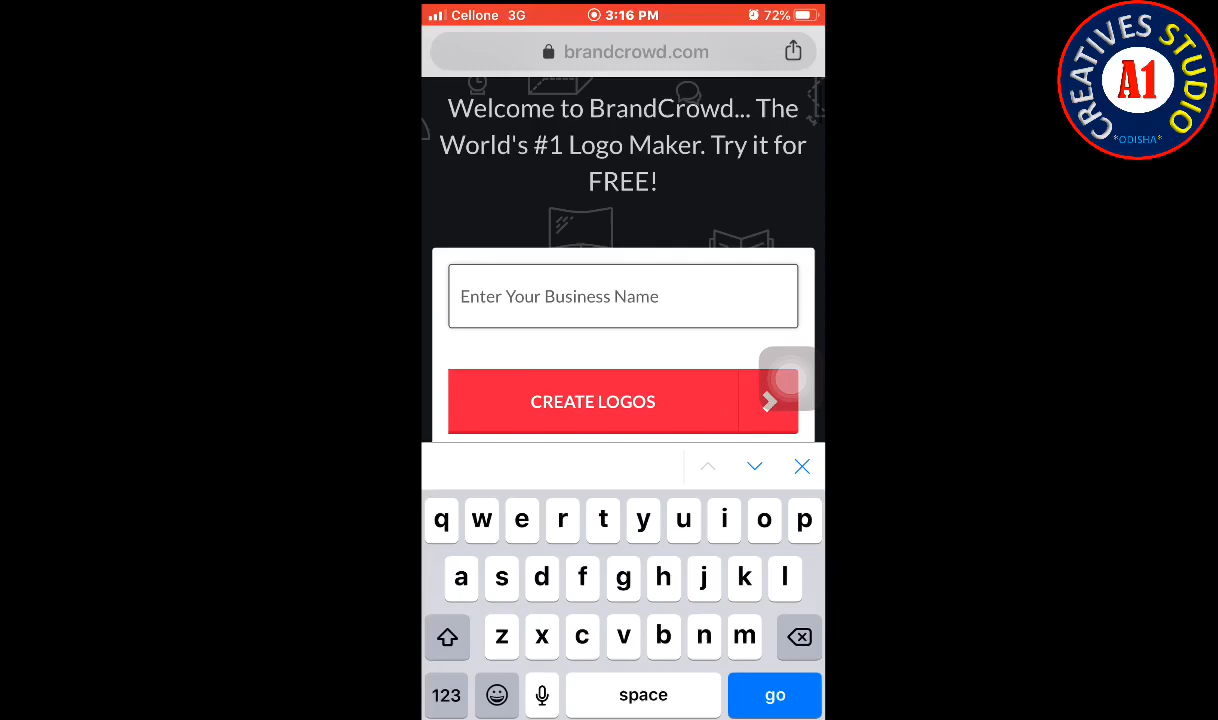 Cellone 3G 3:16 PM 72%
brandcrowd.com
Welcome to BrandCrowd... The
World's #1 Logo Maker. Try it for
FREE!
Enter Your Business Name
CREATE LOGOS
q w e r t y u i o p
a s d f g h j k l
z x c v b n m
123 space go
CREATIVES STUDIO
A1
*ODISHA*